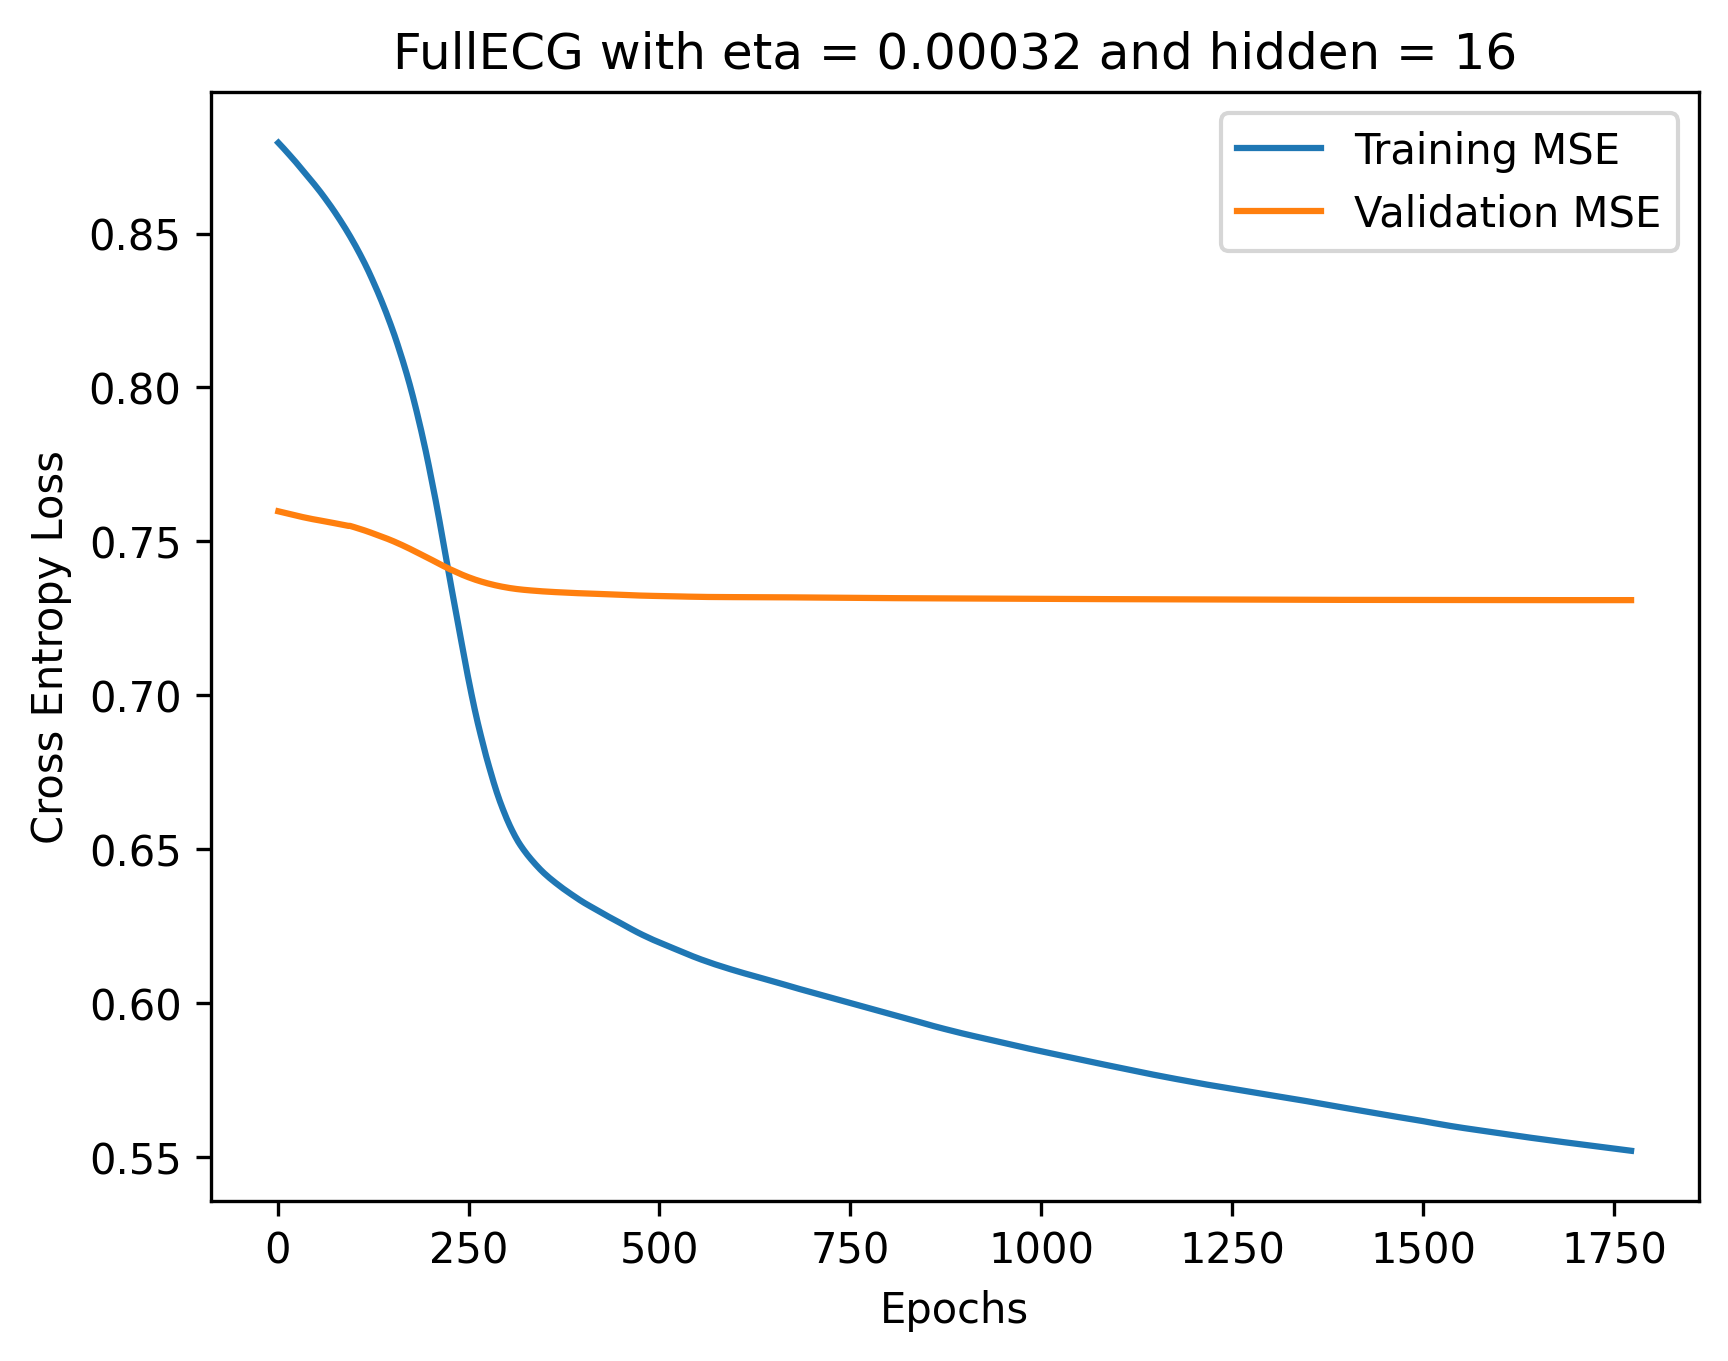 FullECG with eta = 0.00032 and hidden = 16
Training MSE
Validation MSE
0.85
0.80
0.75
0.70
0.65
0.60
0.55
Cross Entropy Loss
0 250 500 750 1000 1250 1500 1750
Epochs